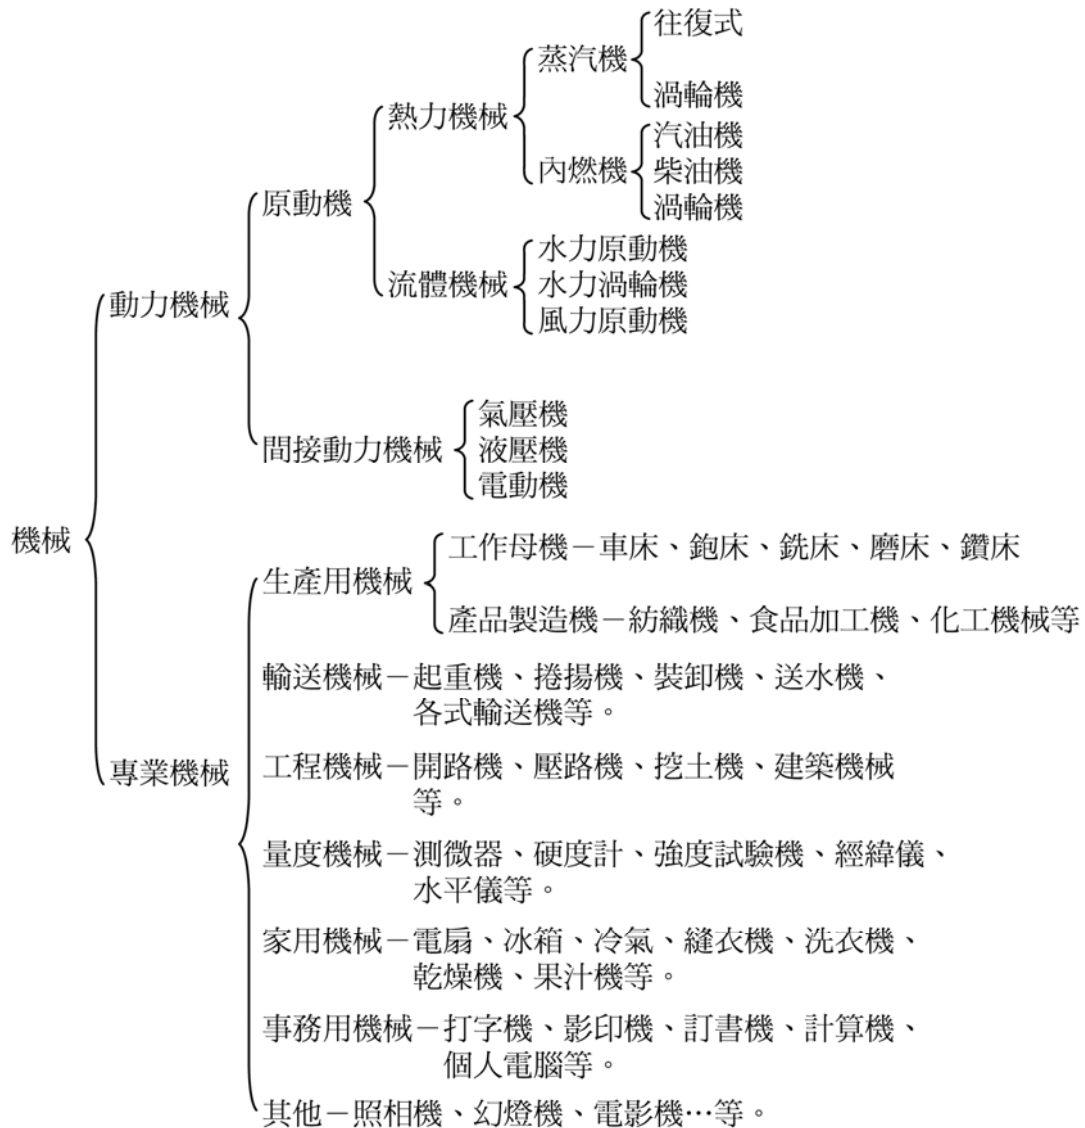 往復式
蒸汽機
渦輪機
熱力機械
汽油機
內燃機
柴油機
渦輪機
原動機
水力原動機
流體機械
水力渦輪機
風力原動機
動力機械
氣壓機
間接動力機械
液壓機
電動機
機械
工作母機－車床、鉋床、銑床、磨床、鑽床
生產用機械
產品製造機－紡織機、食品加工機、化工機械等
輸送機械－起重機、捲揚機、裝卸機、送水機、
各式輸送機等。
專業機械
工程機械－開路機、壓路機、挖土機、建築機械
等。
量度機械－測微器、硬度計、強度試驗機、經緯儀、
水平儀等。
家用機械－電扇、冰箱、冷氣、縫衣機、洗衣機、
乾燥機、果汁機等。
事務用機械－打字機、影印機、訂書機、計算機、
個人電腦等。
其他－照相機、幻燈機、電影機…等。